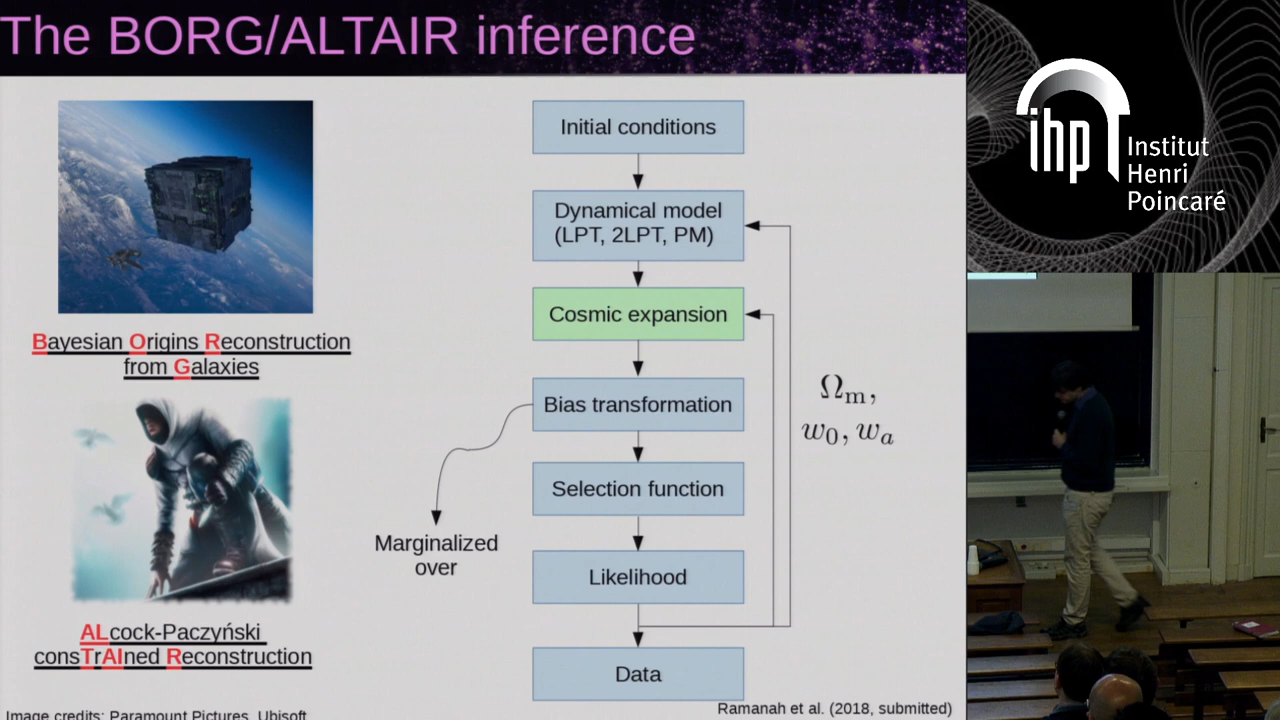 The BORG/ALTAIR inference
Bayesian Origins Reconstruction
from Galaxies
ALcock-Paczyński
consTrAIned Reconstruction
Image credits: Paramount Pictures, Ubisoft
Initial conditions
Dynamical model
(LPT, 2LPT, PM)
Cosmic expansion
Bias transformation
Selection function
Likelihood
Data
Marginalized
over
Ωm,
w0, wa
Ramanah et al. (2018, submitted)
ihp Institut
Henri
Poincaré